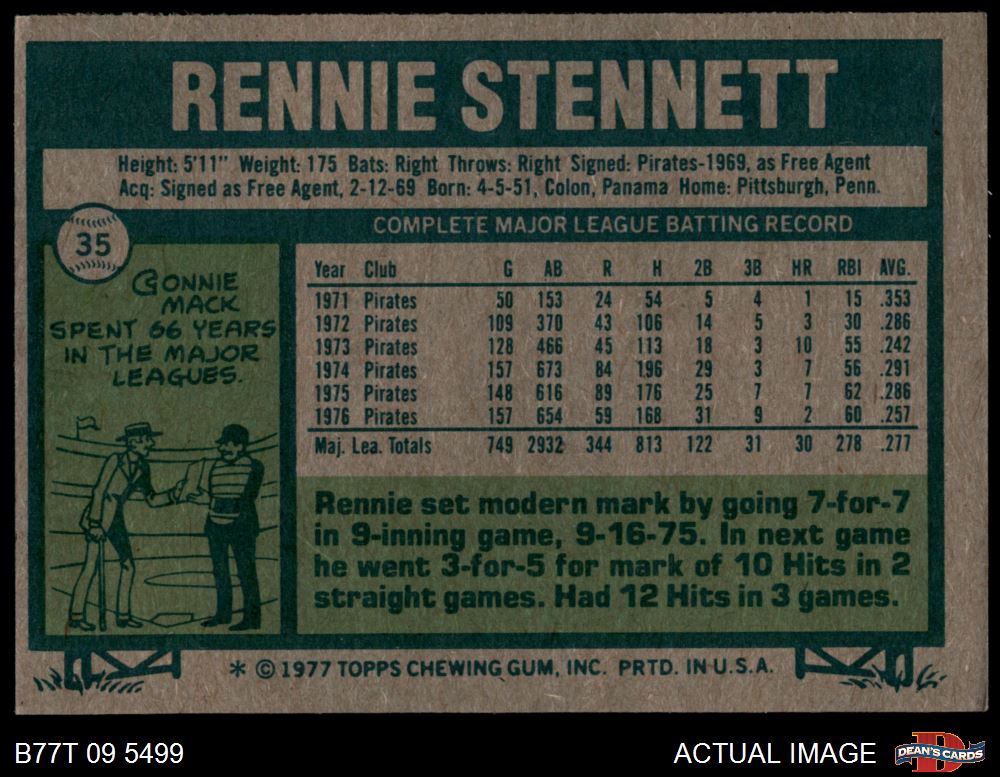 RENNIE STENNETT
Height: 5'11" Weight: 175 Bats: Right Throws: Right Signed: Pirates-1969, as Free Agent
Acq: Signed as Free Agent, 2-12-69 Born: 4-5-51, Colon, Panama Home: Pittsburgh, Penn.
35
CONNIE
MACK
SPENT 66 YEARS
IN THE MAJOR
LEAGUES.
COMPLETE MAJOR LEAGUE BATTING RECORD
Year Club G AB R H 2B 3B HR RBI AVG.
1971 Pirates 50 153 24 54 5 4 1 15 .353
1972 Pirates 109 370 43 106 14 5 3 30 .286
1973 Pirates 128 466 45 113 18 3 10 55 .242
1974 Pirates 157 673 84 196 29 3 7 56 .291
1975 Pirates 148 616 89 176 25 7 7 62 .286
1976 Pirates 157 654 59 168 31 9 2 60 .257
Maj. Lea. Totals 749 2932 344 813 122 31 30 278 .277
Rennie set modern mark by going 7-for-7
in 9-inning game, 9-16-75. In next game
he went 3-for-5 for mark of 10 Hits in 2
straight games. Had 12 Hits in 3 games.
* © 1977 TOPPS CHEWING GUM, INC. PRTD. IN U.S.A.
B77T 09 5499
ACTUAL IMAGE
DEAN'S CARDS